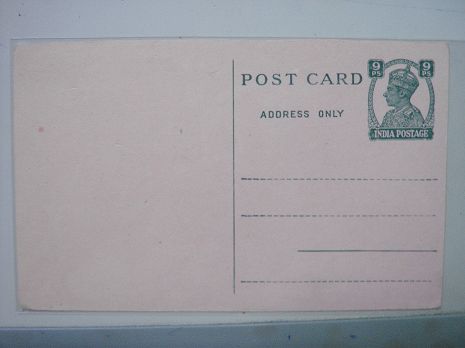 9 9
PS PS
POST CARD
ADDRESS ONLY
INDIA POSTAGE